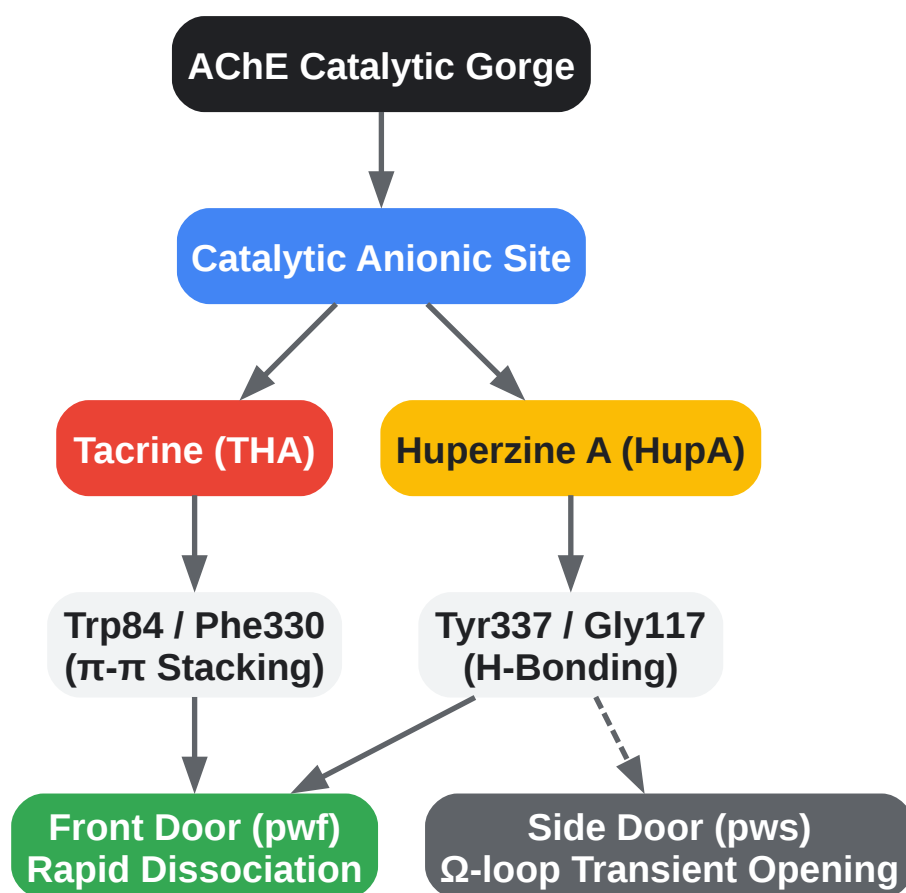 AChE Catalytic Gorge
Catalytic Anionic Site
Tacrine (THA)
Huperzine A (HupA)
Trp84 / Phe330
(π-π Stacking)
Tyr337 / Gly117
(H-Bonding)
Front Door (pwf)
Rapid Dissociation
Side Door (pws)
Ω-loop Transient Opening